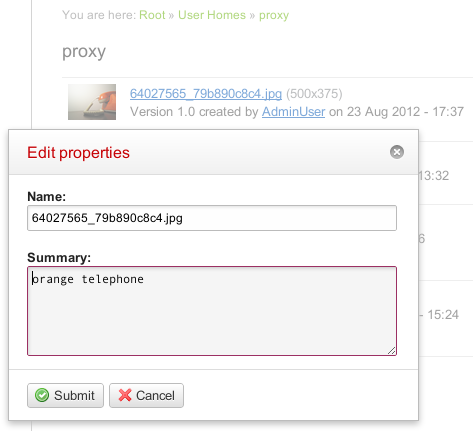 You are here: Root » User Homes » proxy
proxy
64027565_79b890c8c4.jpg (500x375)
Version 1.0 created by AdminUser on 23 Aug 2012 - 17:37
Edit properties
13:32
Name:
64027565_79b890c8c4.jpg
6
Summary:
orange telephone
- 15:24
Submit
Cancel